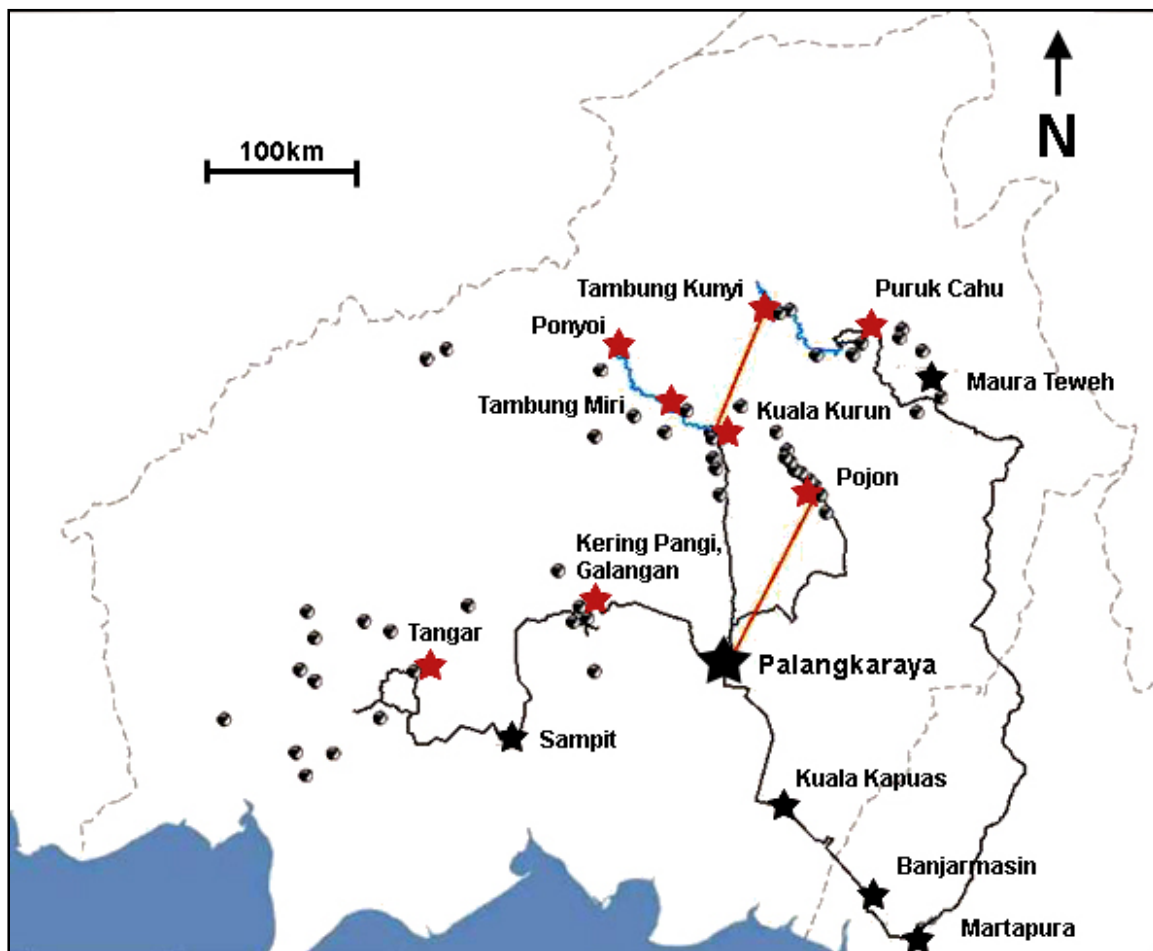 100km
N
Tambung Kunyi
Puruk Cahu
Ponyoi
Maura Teweh
Tambung Miri
Kuala Kurun
Pojon
Kering Pangi,
Galangan
Tangar
Palangkaraya
Sampit
Kuala Kapuas
Banjarmasin
Martapura